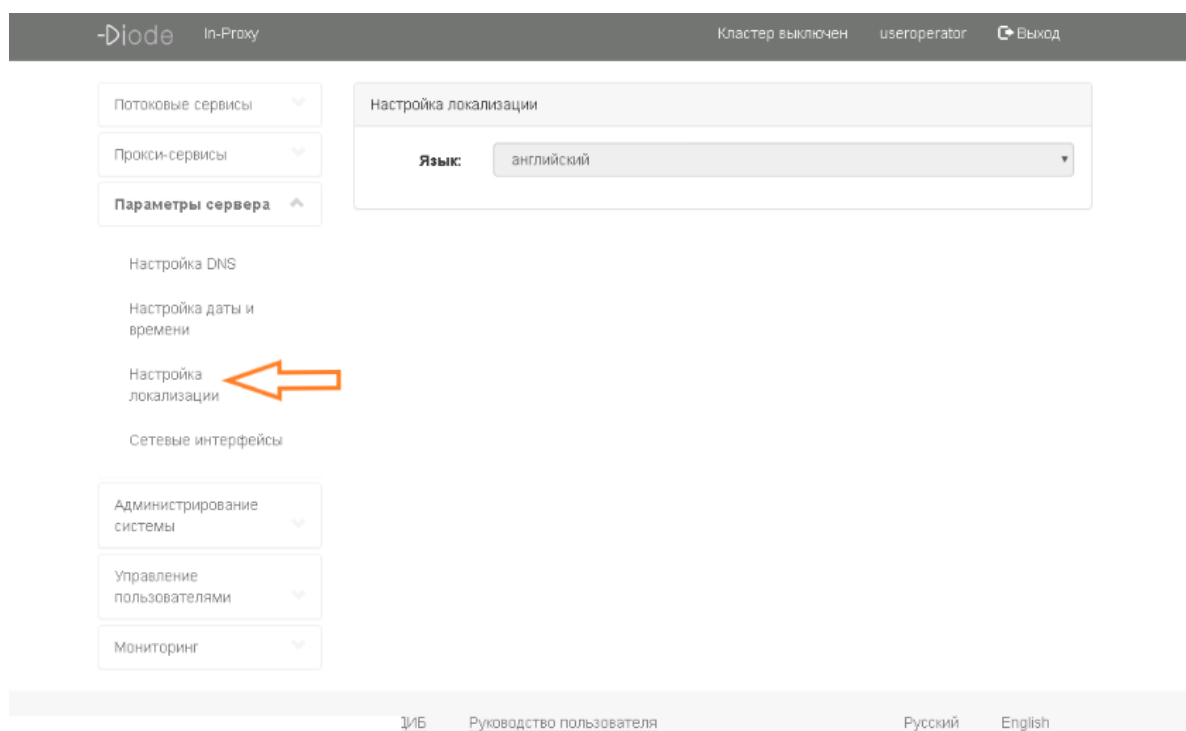 -Diode In-Proxy Кластер выключен useroperator Выход
Потоковые сервисы
Прокси-сервисы
Параметры сервера
Настройка DNS
Настройка даты и
времени
Настройка
локализации
Сетевые интерфейсы
Администрирование
системы
Управление
пользователями
Мониторинг
Настройка локализации
Язык: английский
Руководство пользователя Русский English